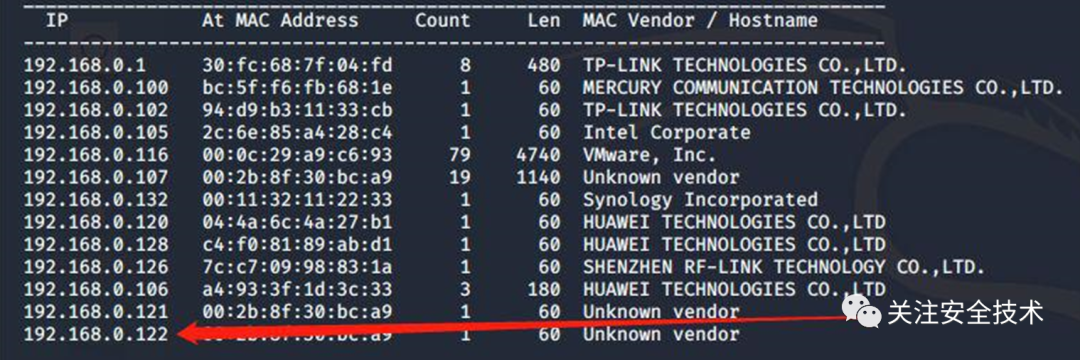 IP At MAC Address Count Len MAC Vendor / Hostname
192.168.0.1 30:fc:68:7f:04:fd 8 480 TP-LINK TECHNOLOGIES CO.,LTD.
192.168.0.100 bc:5f:f6:fb:68:1e 1 60 MERCURY COMMUNICATION TECHNOLOGIES CO.,LTD.
192.168.0.102 94:d9:b3:11:33:cb 1 60 TP-LINK TECHNOLOGIES CO.,LTD.
192.168.0.105 2c:6e:85:a4:28:c4 1 60 Intel Corporate
192.168.0.116 00:0c:29:a9:c6:93 79 4740 VMware, Inc.
192.168.0.107 00:2b:8f:30:bc:a9 19 1140 Unknown vendor
192.168.0.132 00:11:32:11:22:33 1 60 Synology Incorporated
192.168.0.120 04:4a:6c:4a:27:b1 1 60 HUAWEI TECHNOLOGIES CO.,LTD
192.168.0.128 c4:f0:81:89:ab:d1 1 60 HUAWEI TECHNOLOGIES CO.,LTD
192.168.0.126 7c:c7:09:98:83:1a 1 60 SHENZHEN RF-LINK TECHNOLOGY CO.,LTD.
192.168.0.106 a4:93:3f:1d:3c:33 3 180 HUAWEI TECHNOLOGIES CO.,LTD
192.168.0.121 00:2b:8f:30:bc:a9 1 60 Unknown vendor
192.168.0.122 1 60 Unknown vendor
关注安全技术